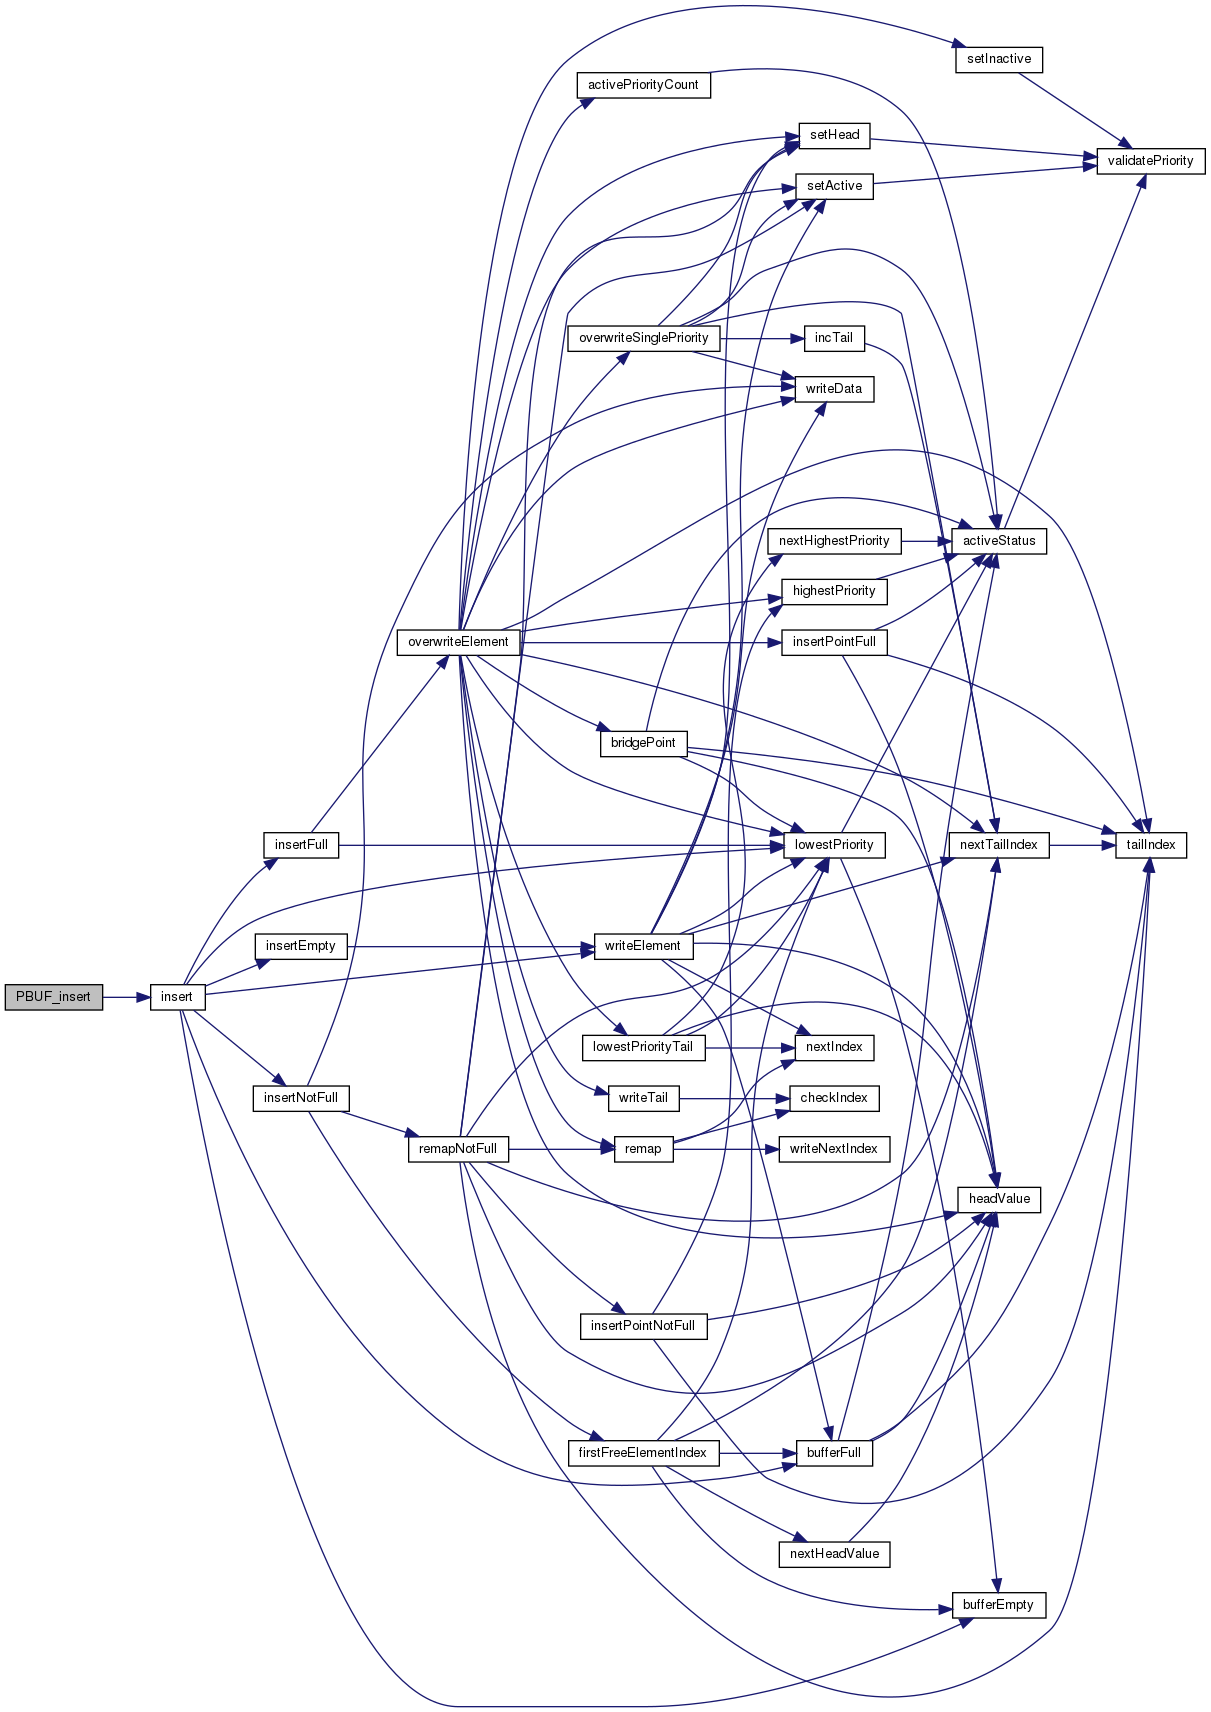 setInactive
activePriorityCount
setHead
validatePriority
setActive
overwriteSinglePriority
incTail
writeData
nextHighestPriority
activeStatus
highestPriority
overwriteElement
insertPointFull
bridgePoint
insertFull
lowestPriority
nextTailIndex
tailIndex
insertEmpty
writeElement
PBUF_insert
insert
lowestPriorityTail
nextIndex
insertNotFull
writeTail
checkIndex
remapNotFull
remap
writeNextIndex
headValue
insertPointNotFull
firstFreeElementIndex
bufferFull
nextHeadValue
bufferEmpty